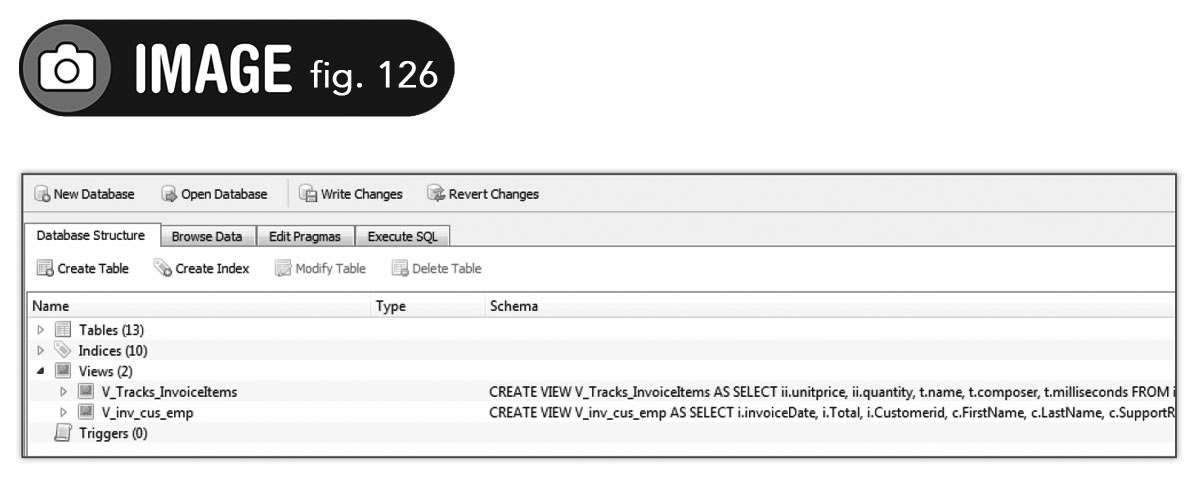 IMAGE fig. 126
New Database Open Database Write Changes Revert Changes
Database Structure Browse Data Edit Pragmas Execute SQL
Create Table Create Index Modify Table Delete Table
Name Type Schema
Tables (13)
Indices (10)
Views (2)
V_Tracks_InvoiceItems CREATE VIEW V_Tracks_InvoiceItems AS SELECT ii.unitprice, ii.quantity, t.name, t.composer, t.milliseconds FROM i
V_inv_cus_emp CREATE VIEW V_inv_cus_emp AS SELECT i.invoiceDate, i.Total, i.Customerid, c.FirstName, c.LastName, c.SupportR
Triggers (0)